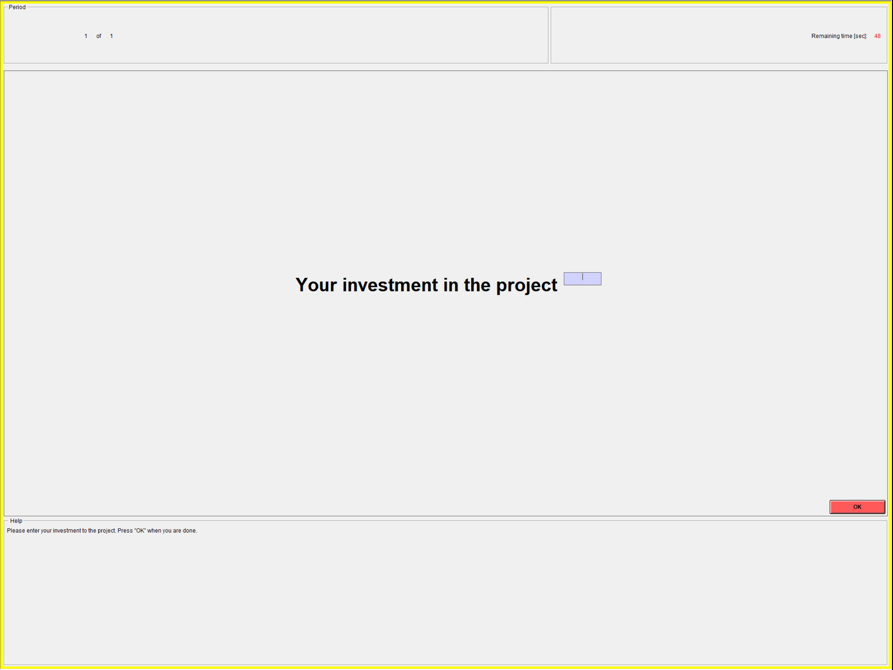 Period
1 of 1
Remaining time [sec]: 48
Your investment in the project
OK
Help
Please enter your investment to the project. Press "OK" when you are done.